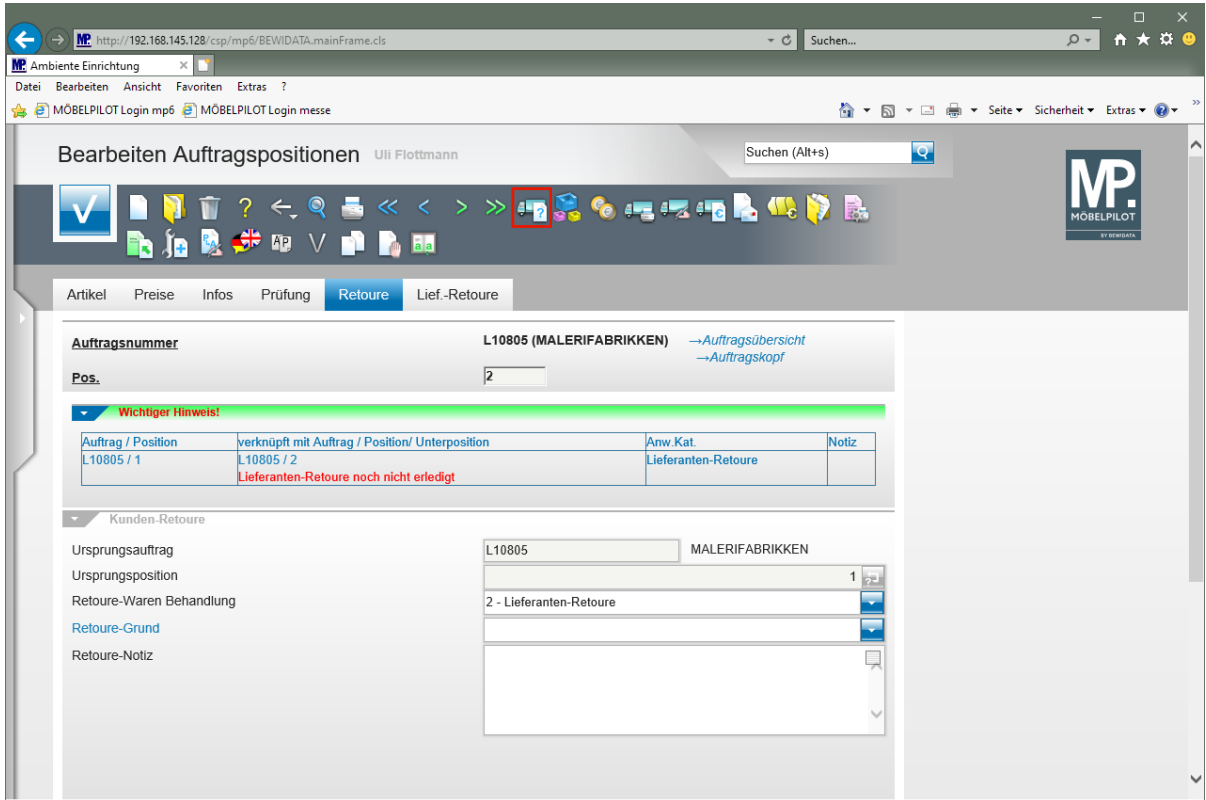 http://192.168.145.128/csp/mp6/BEWIDATA.mainFrame.cls
Suchen...
Ambiente Einrichtung
Datei Bearbeiten Ansicht Favoriten Extras ?
MÖBELPILOT Login mp6 MÖBELPILOT Login messe
Seite Sicherheit Extras
Bearbeiten Auftragspositionen Uli Flottmann
Suchen (Alt+s)
MP.
MÖBELPILOT
BY BEWIDATA
Artikel Preise Infos Prüfung Retoure Lief.-Retoure
Auftragsnummer L10805 (MALERIFABRIKKEN) →Auftragsübersicht
→Auftragskopf
Pos. 2
Wichtiger Hinweis!
Auftrag / Position verknüpft mit Auftrag / Position/ Unterposition Anw.Kat. Notiz
L10805 / 1 L10805 / 2 Lieferanten-Retoure
Lieferanten-Retoure noch nicht erledigt
Kunden-Retoure
Ursprungsauftrag L10805 MALERIFABRIKKEN
Ursprungsposition 1
Retoure-Waren Behandlung 2 - Lieferanten-Retoure
Retoure-Grund
Retoure-Notiz